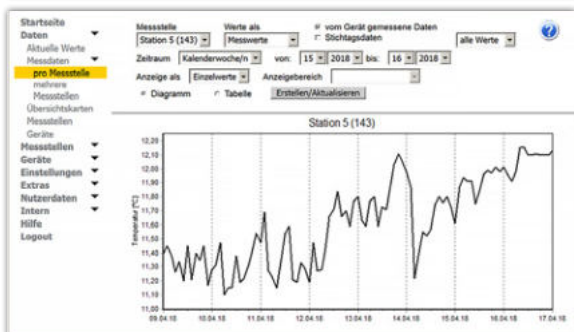 Startseite
Daten
Aktuelle Werte
Messdaten
pro Messstelle
mehrere
Messstellen
Übersichtskarten
Messstellen
Geräte
Messstellen
Geräte
Einstellungen
Extras
Nutzerdaten
Intern
Hilfe
Logout
Messstelle Werte als vom Gerät gemessene Daten
Station 5 (143) Messwerte Stichtagsdaten alle Werte
Zeitraum Kalenderwoche/n von: 15 2018 bis: 16 2018
Anzeige als Einzelwerte Anzeigebereich
Diagramm Tabelle Erstellen/Aktualisieren
?
Station 5 (143)
Temperatur [°C]
12,20
12,10
12,00
11,90
11,80
11,70
11,60
11,50
11,40
11,30
11,20
11,10
11,00
09.04.18 10.04.18 11.04.18 12.04.18 13.04.18 14.04.18 15.04.18 16.04.18 17.04.18